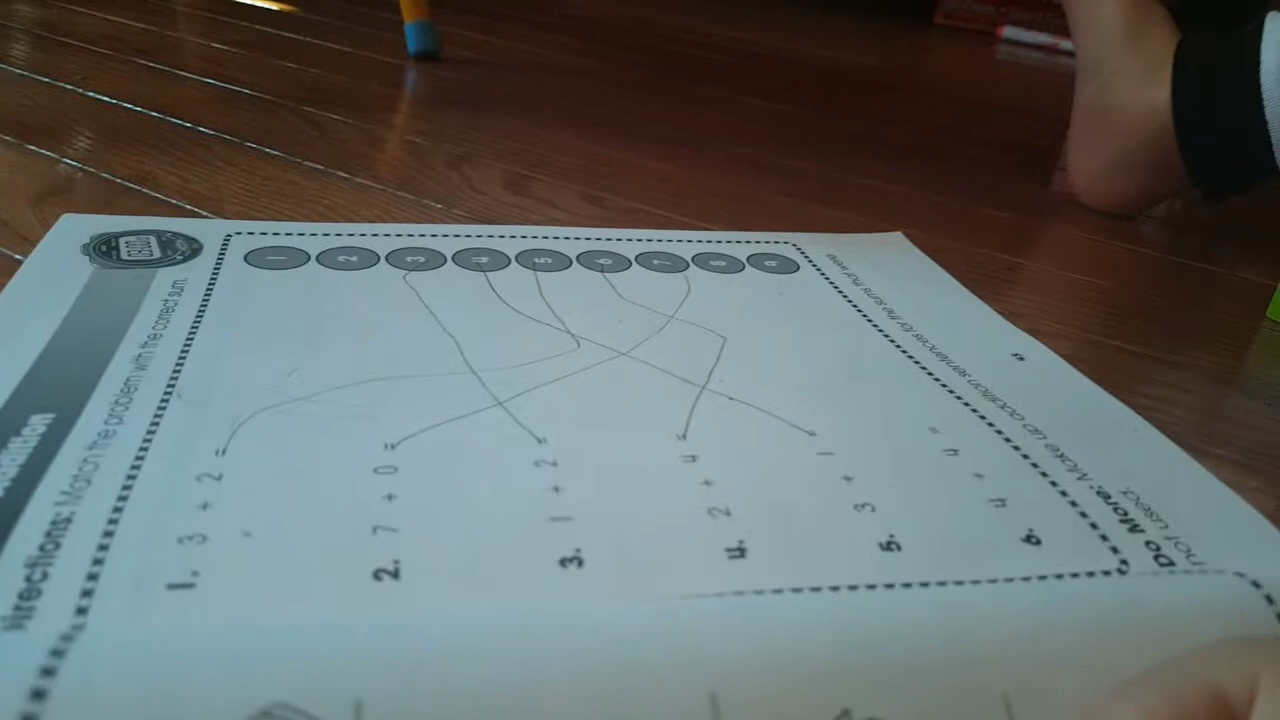 Addition
Directions: Match the problem with the correct sum.
1. 3 + 2 =
2. 7 + 0 =
3. 1 + 2 =
4. 2 + 4 =
5. 3 + 1
6. 4 + 4 =
1
2
3
4
5
6
7
8
9
Do More: Make up addition sentences for the sums that were
not used.